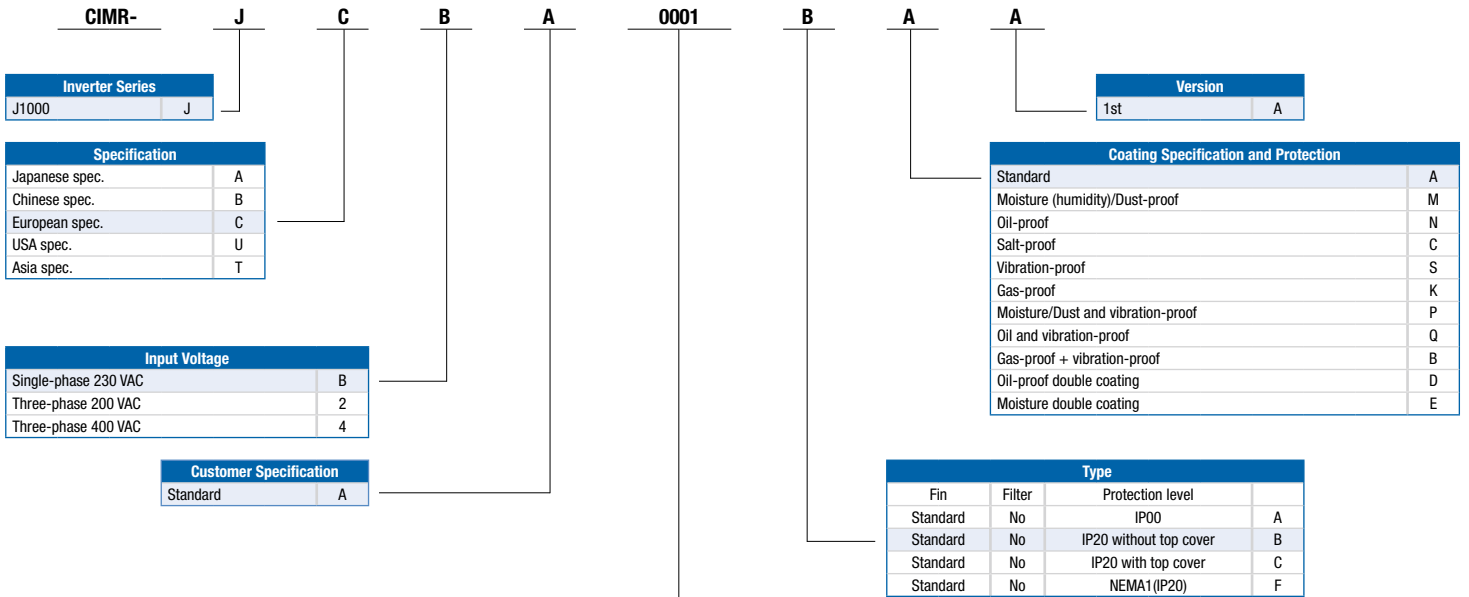 CIMR- J C B A 0001 B A A
Inverter Series
J1000 J
Specification
Japanese spec. A
Chinese spec. B
European spec. C
USA spec. U
Asia spec. T
Input Voltage
Single-phase 230 VAC B
Three-phase 200 VAC 2
Three-phase 400 VAC 4
Customer Specification
Standard A
Version
1st A
Coating Specification and Protection
Standard A
Moisture (humidity)/Dust-proof M
Oil-proof N
Salt-proof C
Vibration-proof S
Gas-proof K
Moisture/Dust and vibration-proof P
Oil and vibration-proof Q
Gas-proof + vibration-proof B
Oil-proof double coating D
Moisture double coating E
Type
Fin Filter Protection level
Standard No IP00 A
Standard No IP20 without top cover B
Standard No IP20 with top cover C
Standard No NEMA1(IP20) F